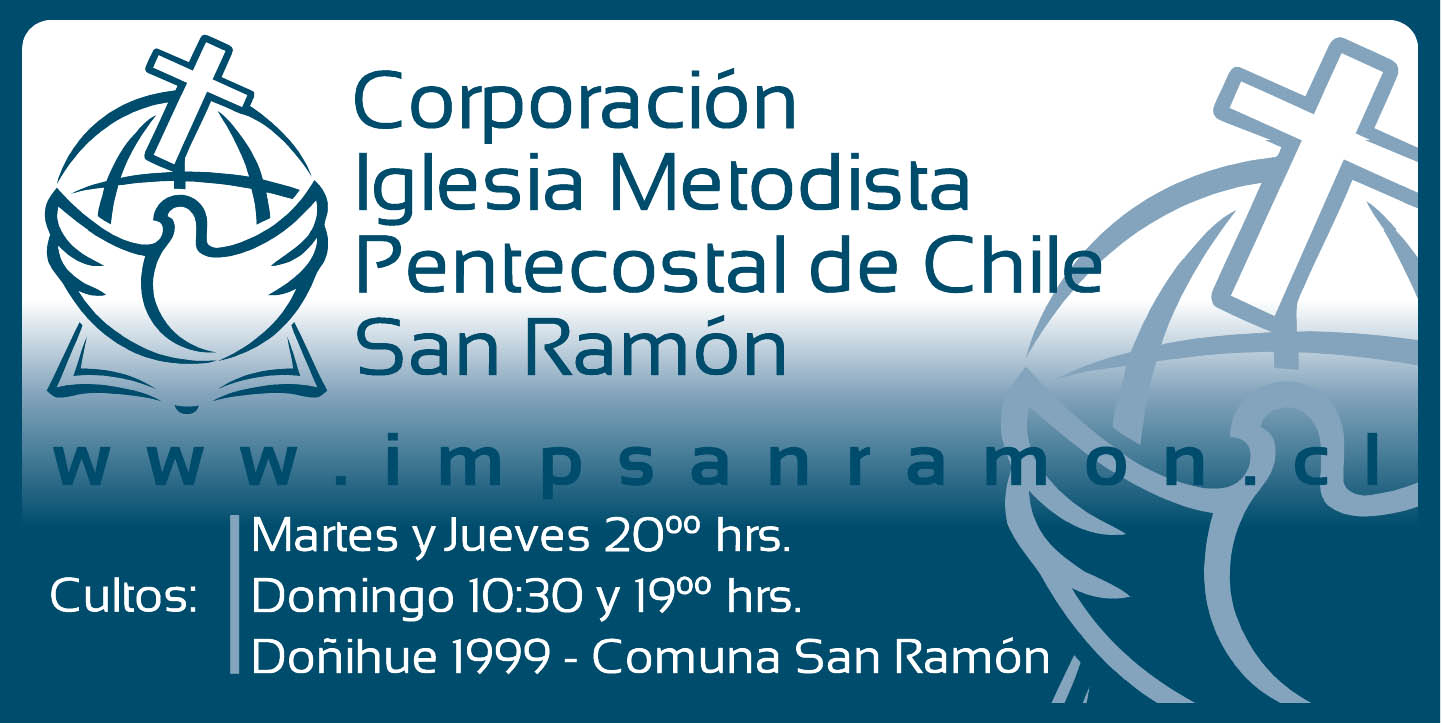 Corporación
Iglesia Metodista
Pentecostal de Chile
San Ramón
www.impsanramon.cl
Cultos:
Martes y Jueves 20ºº hrs.
Domingo 10:30 y 19ºº hrs.
Doñihue 1999 - Comuna San Ramón